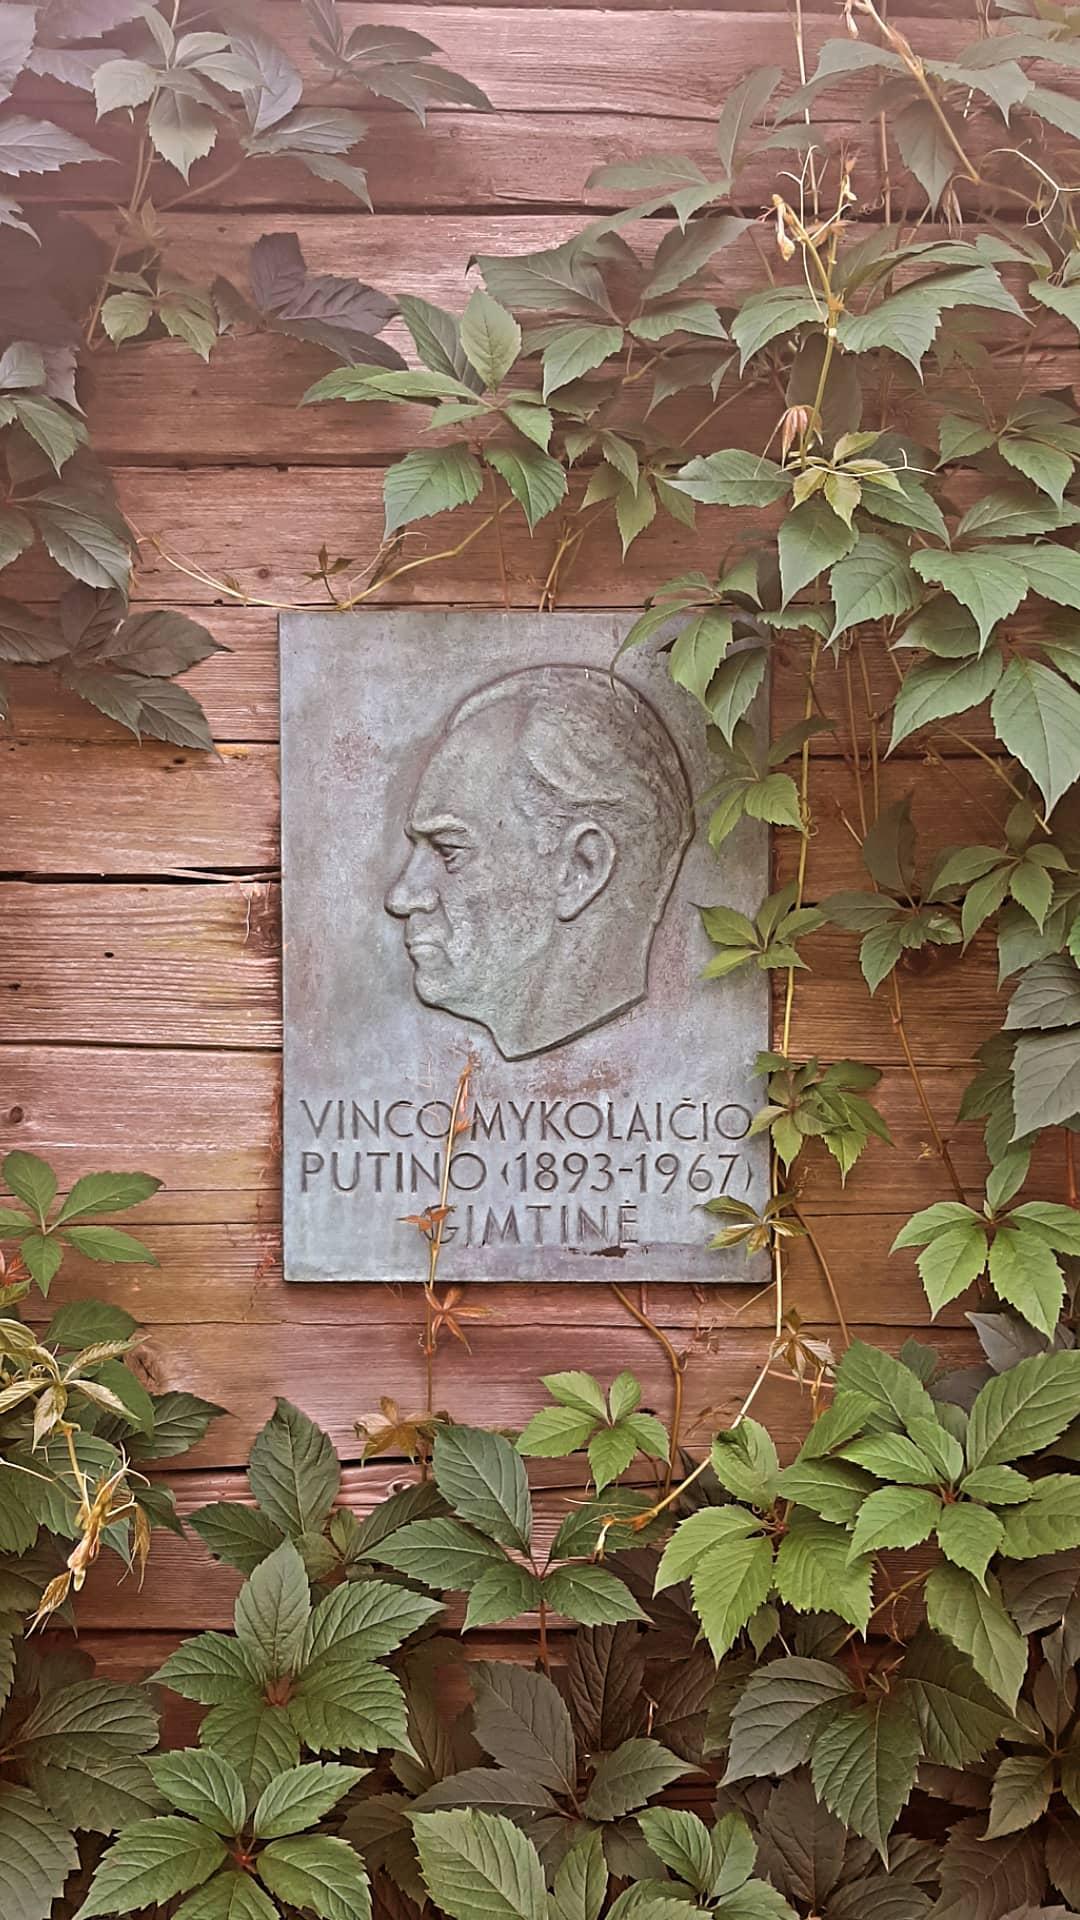 VINCO MYKOLAIČIO
PUTINO (1893-1967)
GIMTINĖ